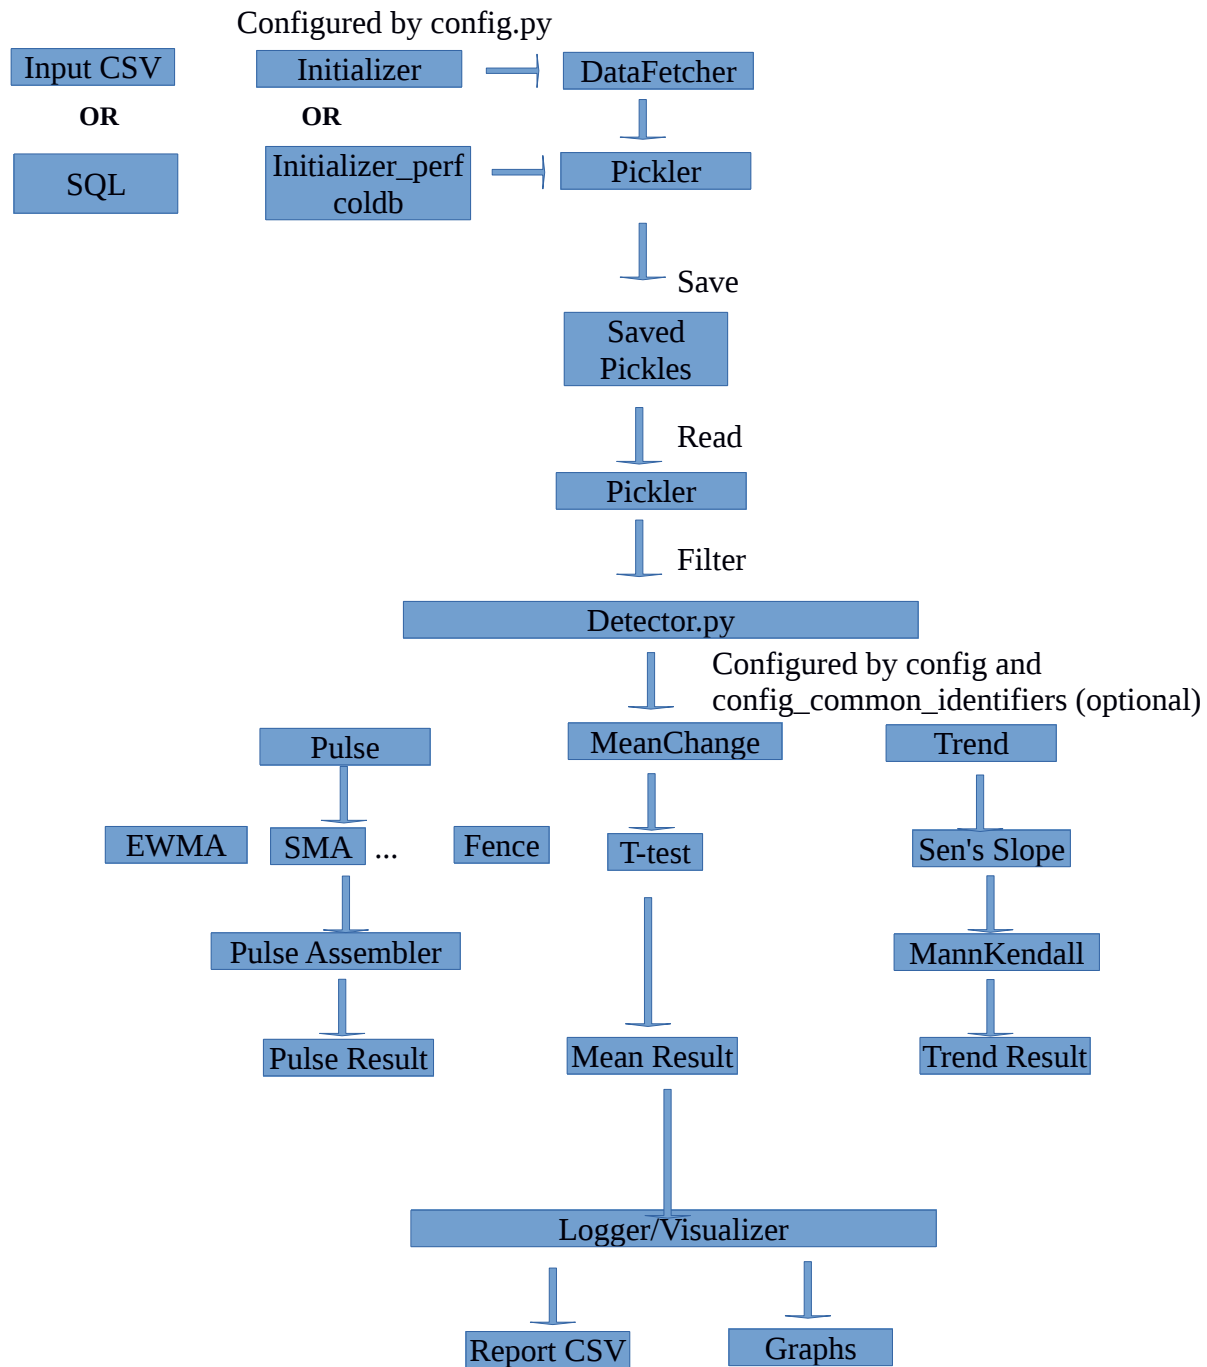 Configured by config.py
Input CSV
Initializer
DataFetcher
OR
OR
SQL
Initializer_perf
coldb
Pickler
Save
Saved
Pickles
Read
Pickler
Filter
Detector.py
Configured by config and
config_common_identifiers (optional)
Pulse
MeanChange
Trend
EWMA
SMA
...
Fence
T-test
Sen's Slope
Pulse Assembler
MannKendall
Pulse Result
Mean Result
Trend Result
Logger/Visualizer
Report CSV
Graphs